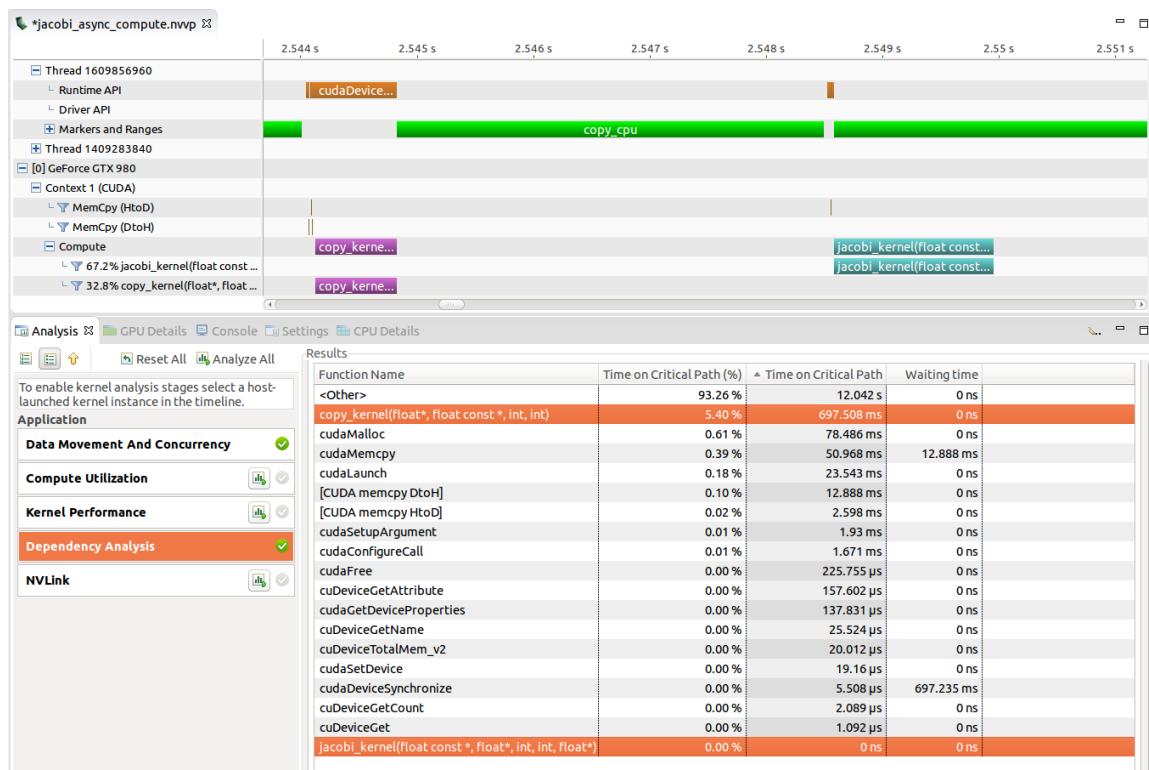 *jacobi_async_compute.nvvp
2.544 s 2.545 s 2.546 s 2.547 s 2.548 s 2.549 s 2.55 s 2.551 s
Thread 1609856960
Runtime API cudaDevice...
Driver API
Markers and Ranges copy_cpu
Thread 1409283840
[0] GeForce GTX 980
Context 1 (CUDA)
MemCpy (HtoD)
MemCpy (DtoH)
Compute copy_kerne... jacobi_kernel(float const...
67.2% jacobi_kernel(float const ... jacobi_kernel(float const...
32.8% copy_kernel(float*, float ... copy_kerne...
Analysis GPU Details Console Settings CPU Details
Reset All Analyze All
To enable kernel analysis stages select a host-
launched kernel instance in the timeline.
Application
Data Movement And Concurrency
Compute Utilization
Kernel Performance
Dependency Analysis
NVLink
Results
Function Name Time on Critical Path (%) Time on Critical Path Waiting time
<Other> 93.26 % 12.042 s 0 ns
copy_kernel(float*, float const *, int, int) 5.40 % 697.508 ms 0 ns
cudaMalloc 0.61 % 78.486 ms 0 ns
cudaMemcpy 0.39 % 50.968 ms 12.888 ms
cudaLaunch 0.18 % 23.543 ms 0 ns
[CUDA memcpy DtoH] 0.10 % 12.888 ms 0 ns
[CUDA memcpy HtoD] 0.02 % 2.598 ms 0 ns
cudaSetupArgument 0.01 % 1.93 ms 0 ns
cudaConfigureCall 0.01 % 1.671 ms 0 ns
cudaFree 0.00 % 225.755 µs 0 ns
cuDeviceGetAttribute 0.00 % 157.602 µs 0 ns
cudaGetDeviceProperties 0.00 % 137.831 µs 0 ns
cuDeviceGetName 0.00 % 25.524 µs 0 ns
cuDeviceTotalMem_v2 0.00 % 20.012 µs 0 ns
cudaSetDevice 0.00 % 19.16 µs 0 ns
cudaDeviceSynchronize 0.00 % 5.508 µs 697.235 ms
cuDeviceGetCount 0.00 % 2.089 µs 0 ns
cuDeviceGet 0.00 % 1.092 µs 0 ns
jacobi_kernel(float const *, float*, int, int, float*) 0.00 % 0 ns 0 ns